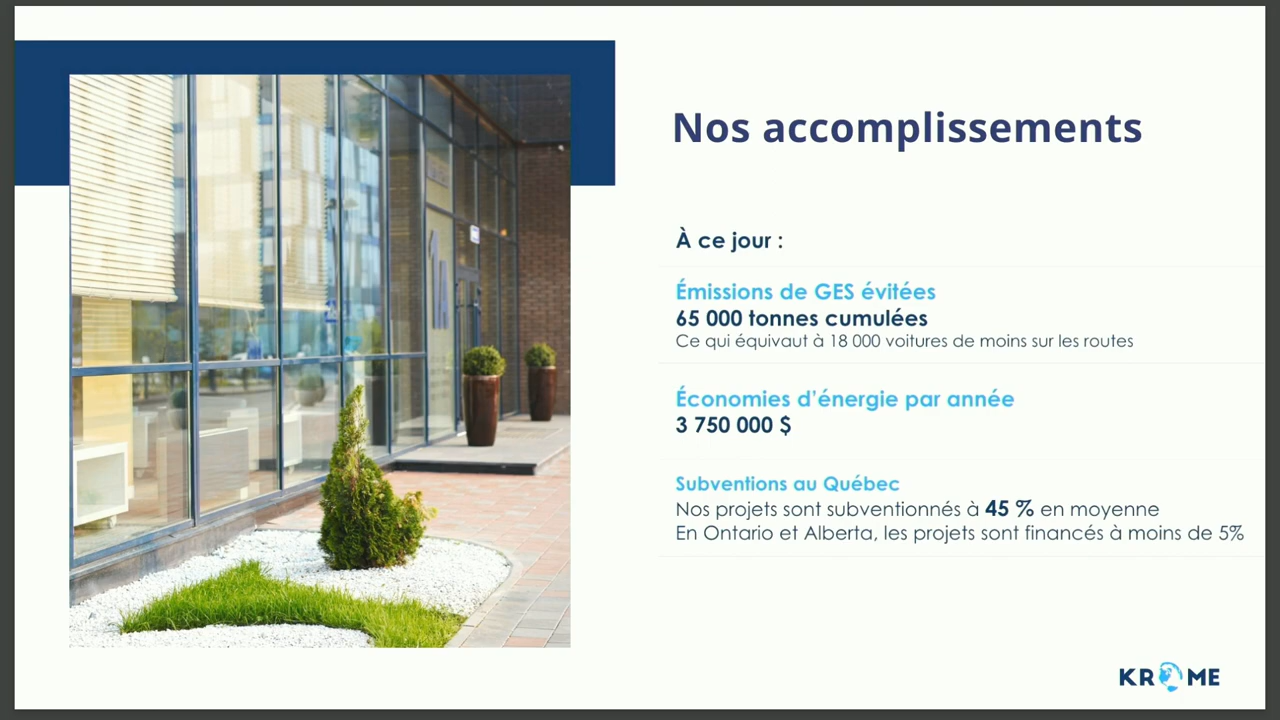 Nos accomplissements
À ce jour :
Émissions de GES évitées
65 000 tonnes cumulées
Ce qui équivaut à 18 000 voitures de moins sur les routes
Économies d'énergie par année
3 750 000 $
Subventions au Québec
Nos projets sont subventionnés à 45 % en moyenne
En Ontario et Alberta, les projets sont financés à moins de 5%
KROME